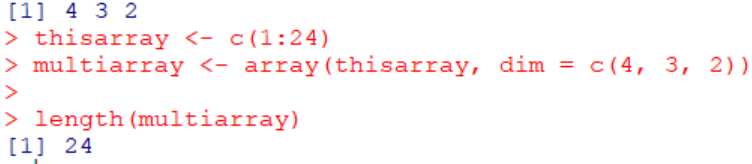 [1] 4 3 2
> thisarray <- c(1:24)
> multiarray <- array(thisarray, dim = c(4, 3, 2))
>
> length(multiarray)
[1] 24